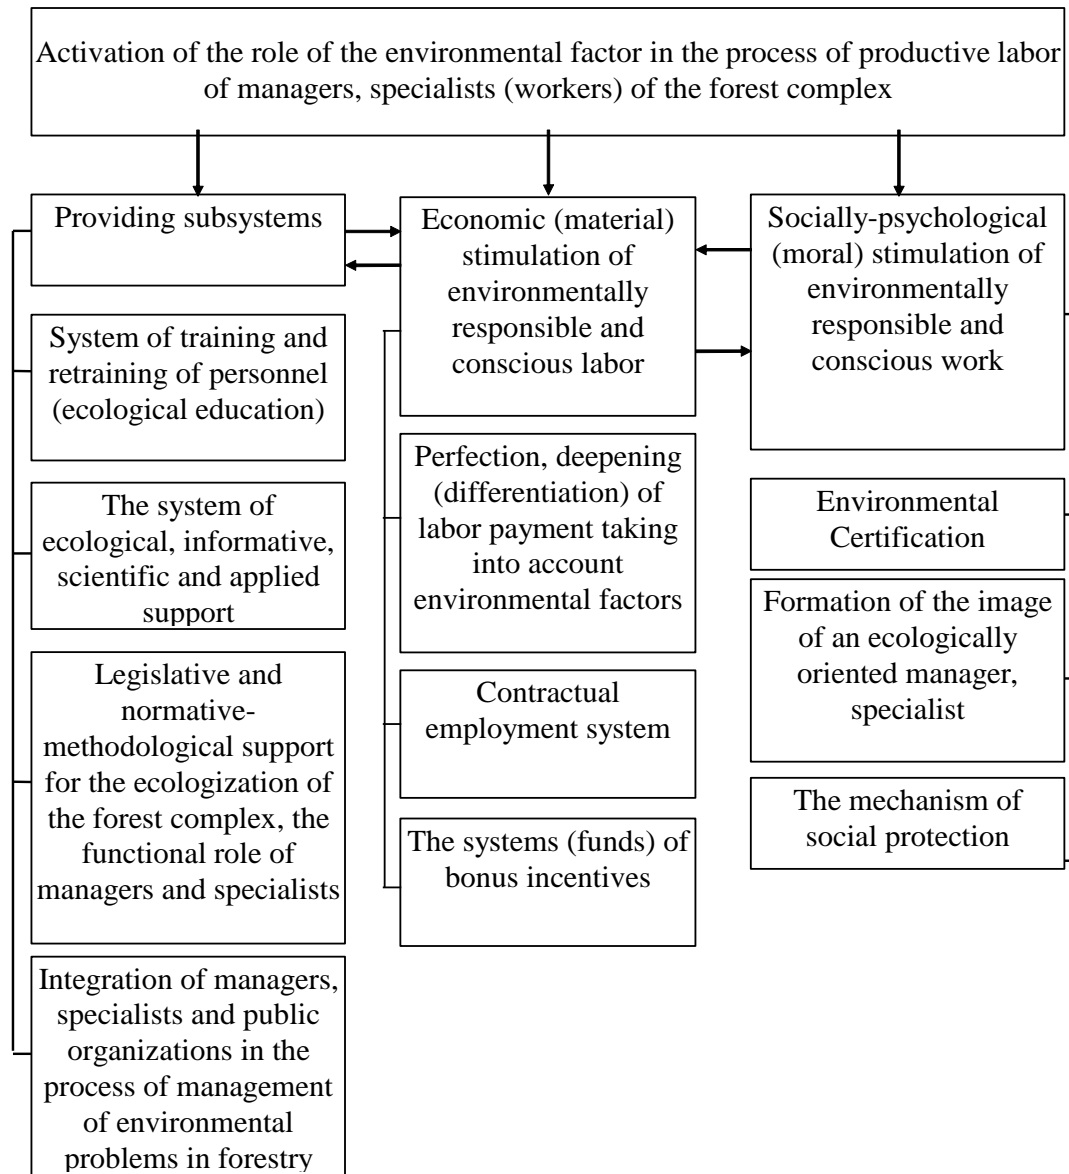 Activation of the role of the environmental factor in the process of productive labor
of managers, specialists (workers) of the forest complex
Providing subsystems
System of training and
retraining of personnel
(ecological education)
The system of
ecological, informative,
scientific and applied
support
Legislative and
normative-
methodological support
for the ecologization of
the forest complex, the
functional role of
managers and specialists
Integration of managers,
specialists and public
organizations in the
process of management
of environmental
problems in forestry
Economic (material)
stimulation of
environmentally
responsible and
conscious labor
Perfection, deepening
(differentiation) of
labor payment taking
into account
environmental factors
Contractual
employment system
The systems (funds) of
bonus incentives
Socially-psychological
(moral) stimulation of
environmentally
responsible and
conscious work
Environmental
Certification
Formation of the image
of an ecologically
oriented manager,
specialist
The mechanism of
social protection